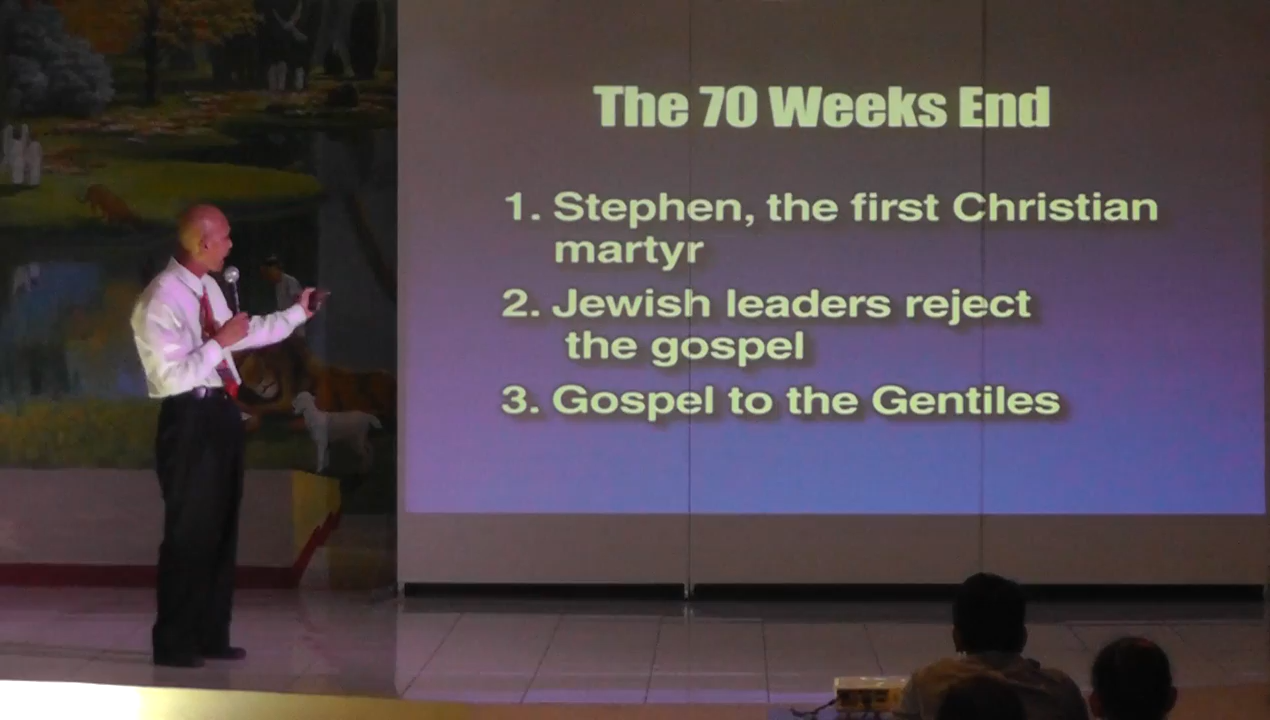 The 70 Weeks End
1. Stephen, the first Christian
martyr
2. Jewish leaders reject
the gospel
3. Gospel to the Gentiles